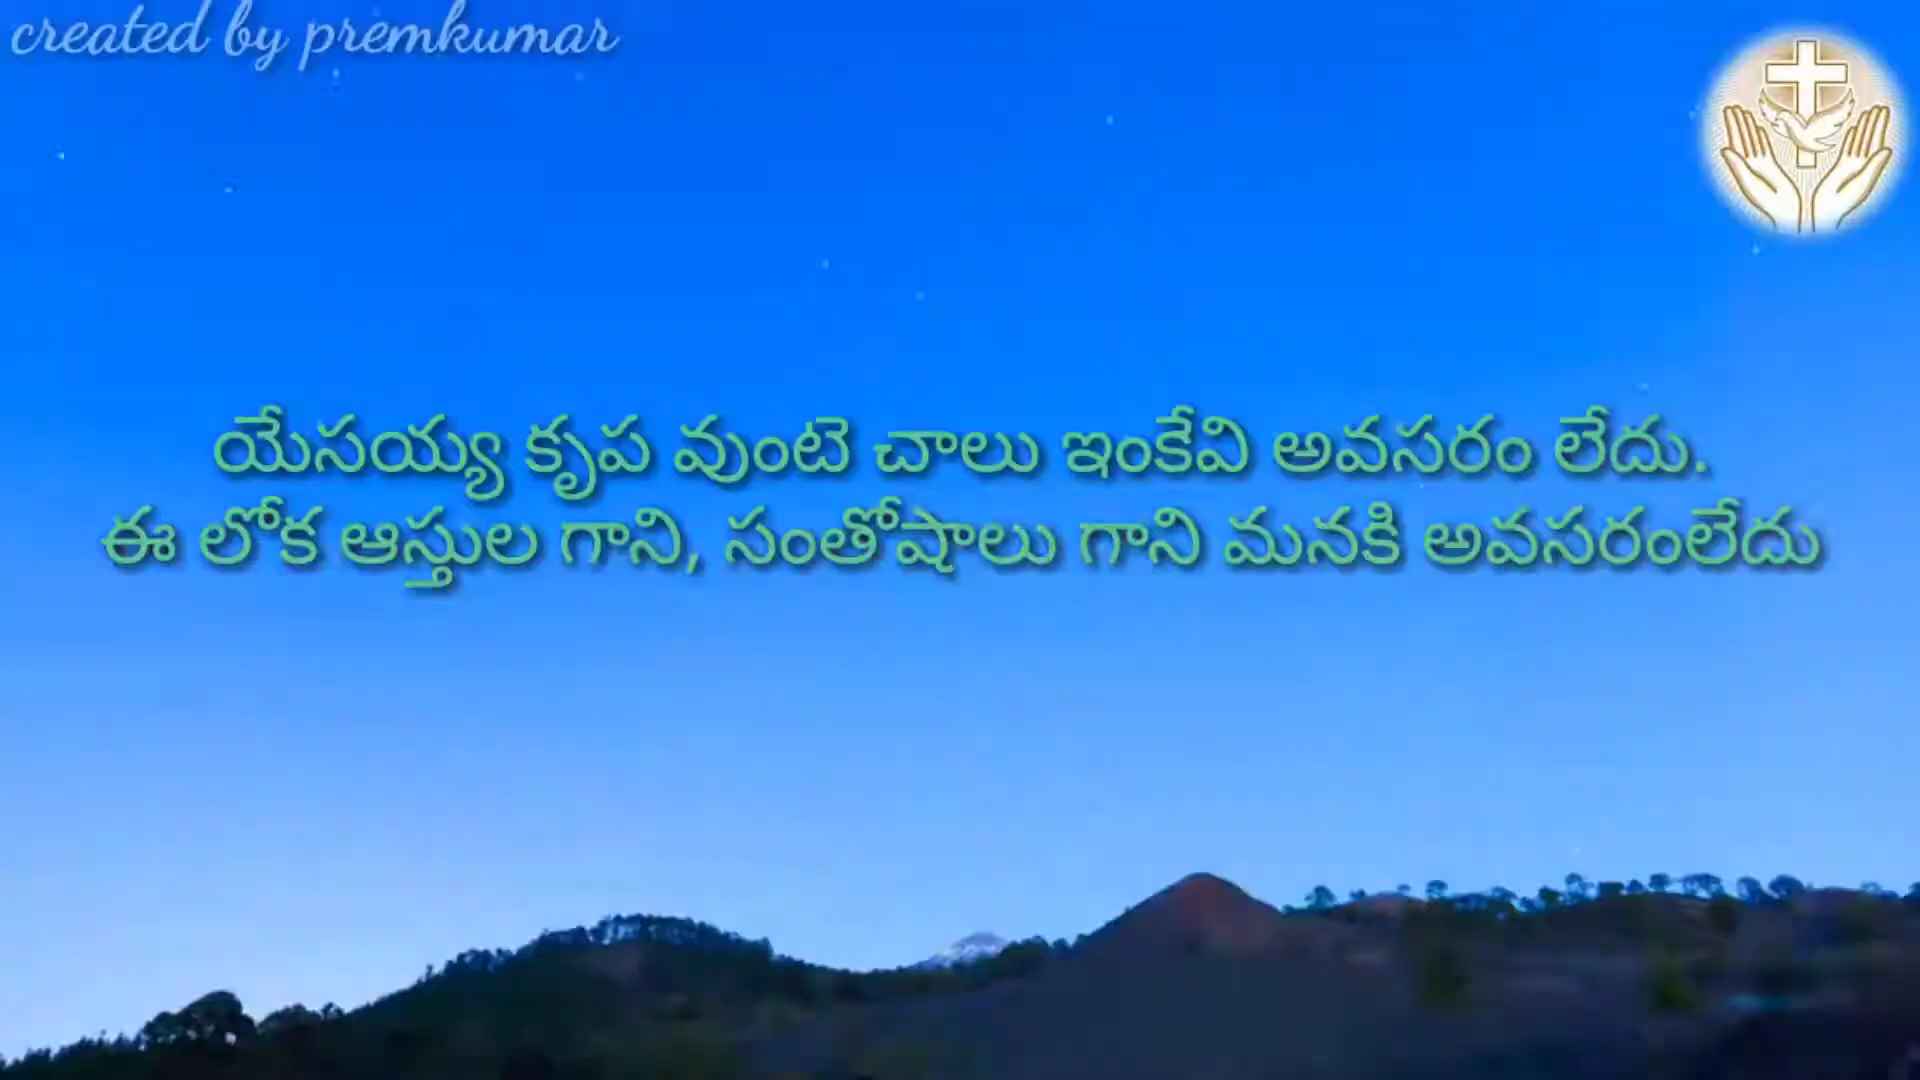 created by premkumar
యేసయ్య కృప వుంటె చాలు ఇంకేవి అవసరం లేదు.
ఈ లోక ఆస్తుల గాని, సంతోషాలు గాని మనకి అవసరంలేదు